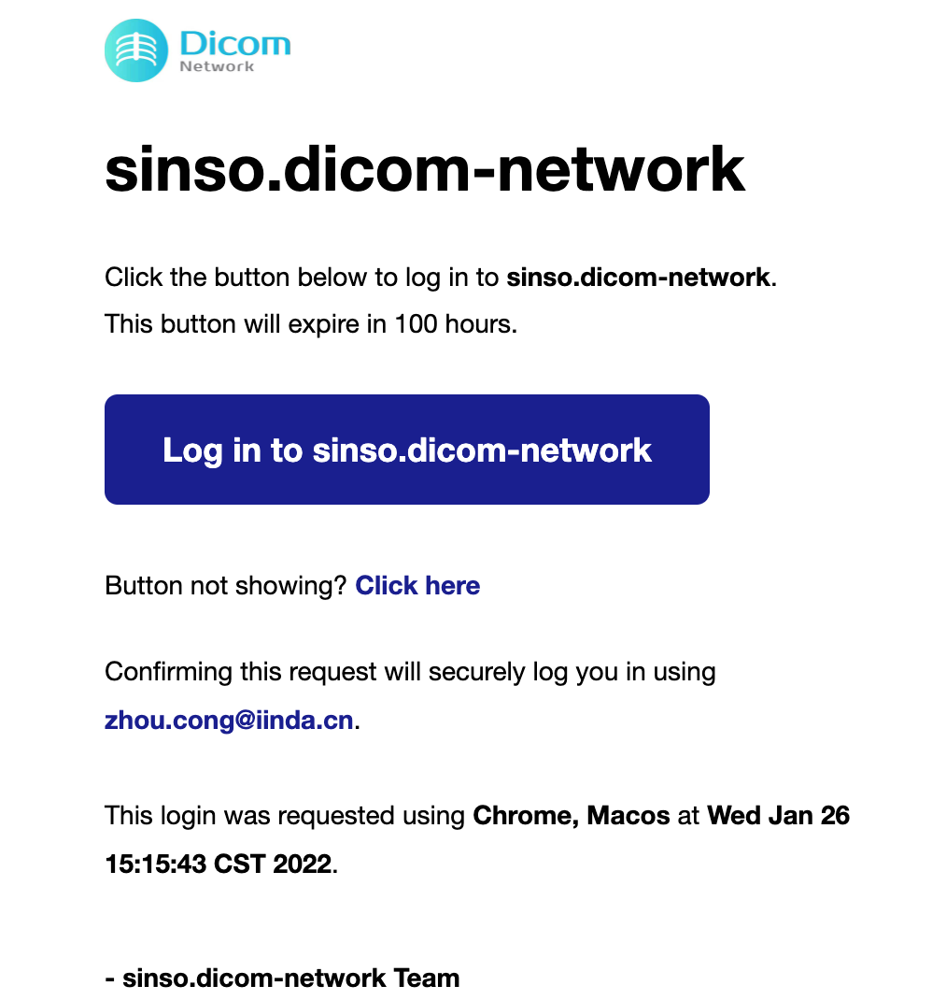 Dicom
Network
sinso.dicom-network
Click the button below to log in to sinso.dicom-network.
This button will expire in 100 hours.
Log in to sinso.dicom-network
Button not showing? Click here
Confirming this request will securely log you in using
zhou.cong@iinda.cn.
This login was requested using Chrome, Macos at Wed Jan 26
15:15:43 CST 2022.
- sinso.dicom-network Team